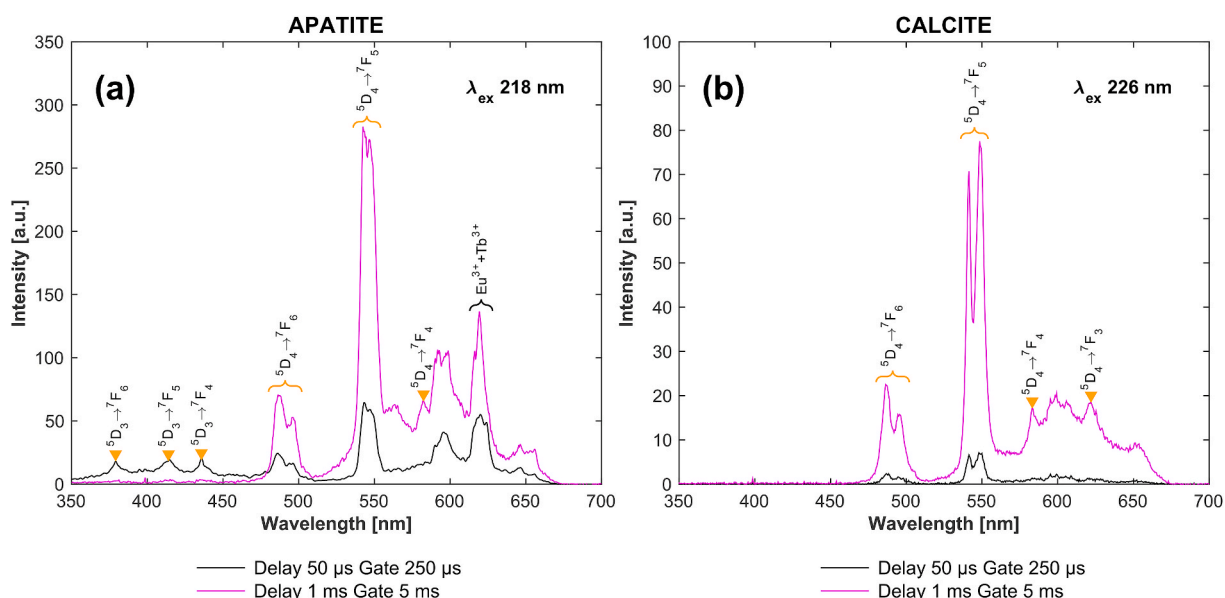 APATITE
(a)
λex 218 nm
Intensity [a.u.]
350
300
250
200
150
100
50
0
5D3→7F6
5D3→7F5
5D3→7F4
5D4→7F6
5D4→7F5
5D4→7F4
Eu3++Tb3+
350 400 450 500 550 600 650 700
Wavelength [nm]
Delay 50 µs Gate 250 µs
Delay 1 ms Gate 5 ms
CALCITE
(b)
λex 226 nm
Intensity [a.u.]
100
90
80
70
60
50
40
30
20
10
0
5D4→7F6
5D4→7F5
5D4→7F4
5D4→7F3
350 400 450 500 550 600 650 700
Wavelength [nm]
Delay 50 µs Gate 250 µs
Delay 1 ms Gate 5 ms